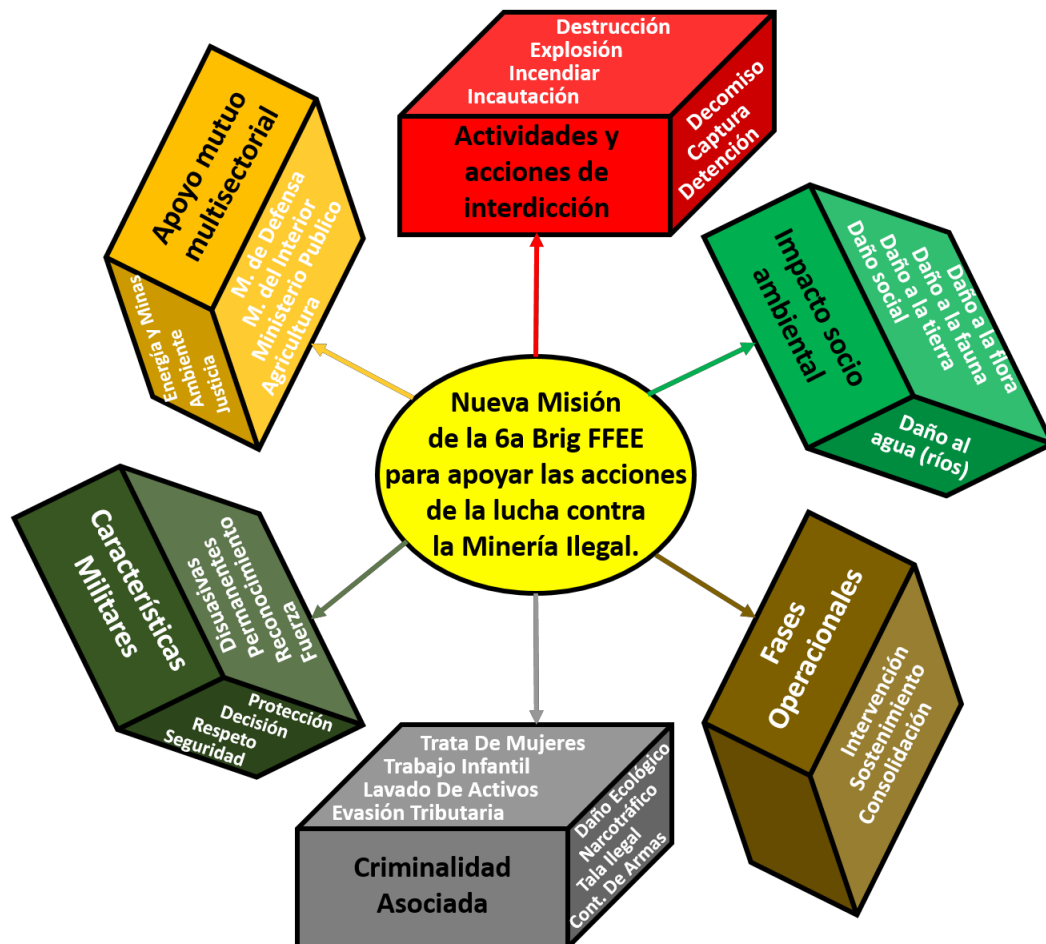 Destrucción
Explosión
Incendiar
Incautación
Actividades y
acciones de
interdicción
Decomiso
Captura
Detención
Apoyo mutuo
multisectorial
M. de Defensa
M. del Interior
Ministerio Publico
Agricultura
Energía y Minas
Ambiente
Justicia
Impacto socio
ambiental
Daño a la flora
Daño a la fauna
Daño a la tierra
Daño social
Daño al
agua (ríos)
Nueva Misión
de la 6a Brig FFEE
para apoyar las acciones
de la lucha contra
la Minería Ilegal.
Características
Militares
Disuasivas
Permanentes
Reconocimiento
Fuerza
Protección
Decisión
Respeto
Seguridad
Fases
Operacionales
Intervención
Sostenimiento
Consolidación
Trata De Mujeres
Trabajo Infantil
Lavado De Activos
Evasión Tributaria
Criminalidad
Asociada
Daño Ecológico
Narcotráfico
Tala Ilegal
Cont. De Armas